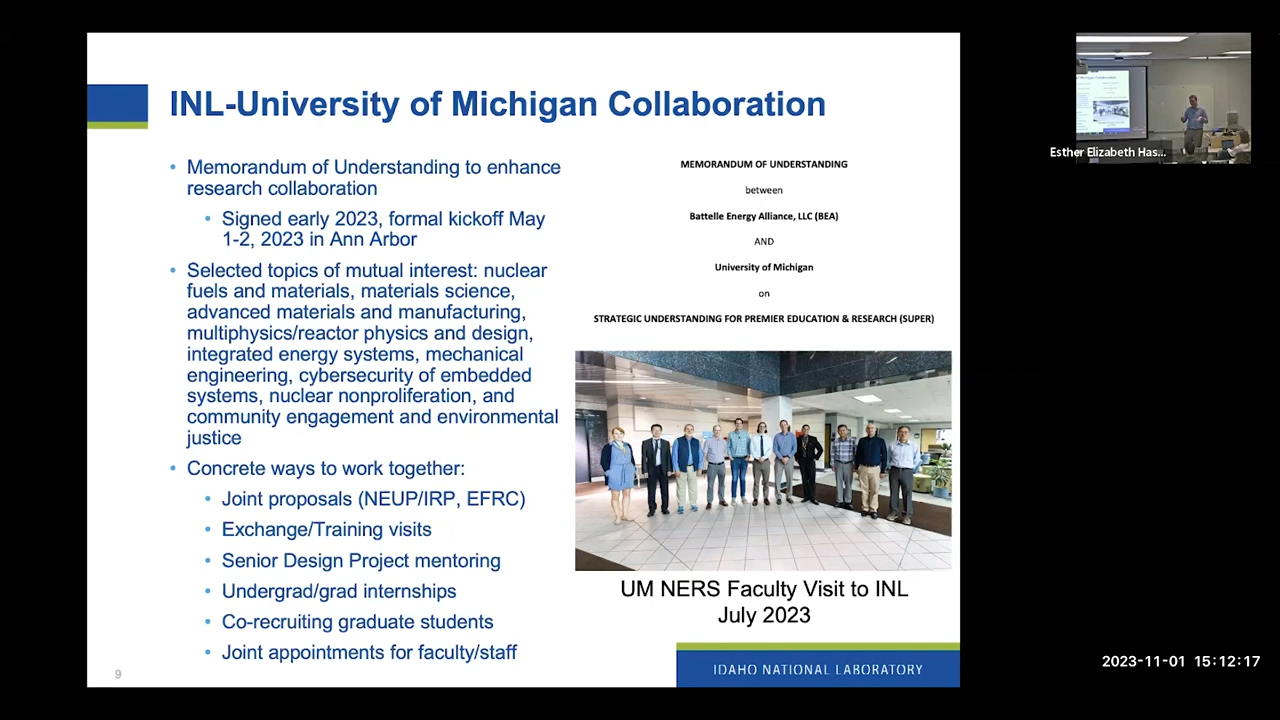 INL-University of Michigan Collaboration
• Memorandum of Understanding to enhance
research collaboration
• Signed early 2023, formal kickoff May
1-2, 2023 in Ann Arbor
• Selected topics of mutual interest: nuclear
fuels and materials, materials science,
advanced materials and manufacturing,
multiphysics/reactor physics and design,
integrated energy systems, mechanical
engineering, cybersecurity of embedded
systems, nuclear nonproliferation, and
community engagement and environmental
justice
• Concrete ways to work together:
• Joint proposals (NEUP/IRP, EFRC)
• Exchange/Training visits
• Senior Design Project mentoring
• Undergrad/grad internships
• Co-recruiting graduate students
• Joint appointments for faculty/staff
9
MEMORANDUM OF UNDERSTANDING
between
Battelle Energy Alliance, LLC (BEA)
AND
University of Michigan
on
STRATEGIC UNDERSTANDING FOR PREMIER EDUCATION & RESEARCH (SUPER)
UM NERS Faculty Visit to INL
July 2023
IDAHO NATIONAL LABORATORY
Esther Elizabeth Has...
2023-11-01 15:12:17